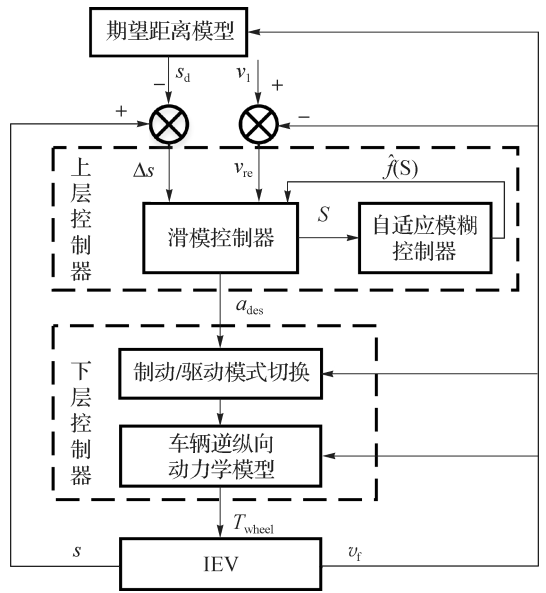 期望距离模型
− s_d v_1 +
+ −
上层控制器
Δs v_re f̂(S)
滑模控制器
S
自适应模糊
控制器
a_des
下层控制器
制动/驱动模式切换
车辆逆纵向
动力学模型
T_wheel
s IEV v_f